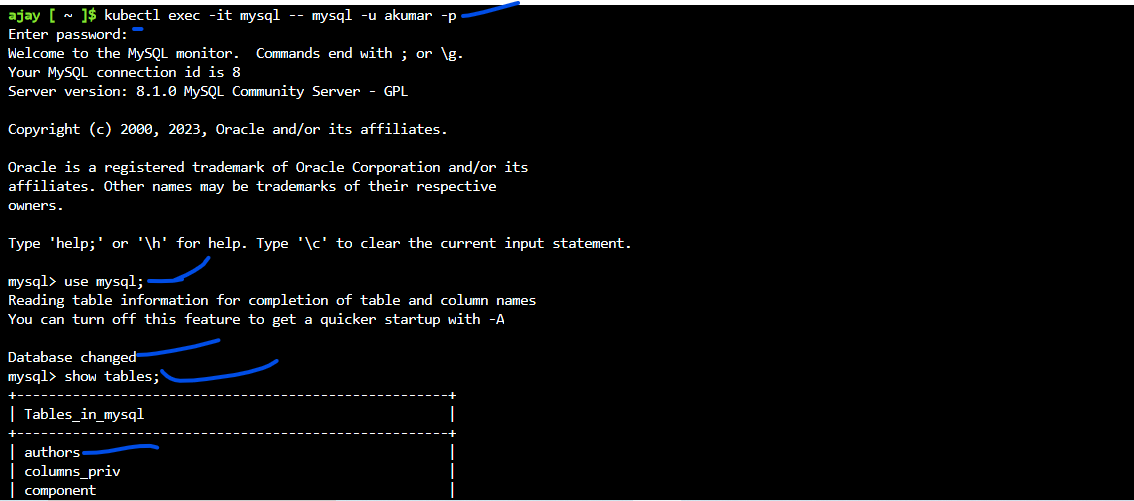 ajay [ ~ ]$ kubectl exec -it mysql -- mysql -u akumar -p
Enter password:
Welcome to the MySQL monitor.  Commands end with ; or \g.
Your MySQL connection id is 8
Server version: 8.1.0 MySQL Community Server - GPL
Copyright (c) 2000, 2023, Oracle and/or its affiliates.
Oracle is a registered trademark of Oracle Corporation and/or its
affiliates. Other names may be trademarks of their respective
owners.
Type 'help;' or '\h' for help. Type '\c' to clear the current input statement.
mysql> use mysql;
Reading table information for completion of table and column names
You can turn off this feature to get a quicker startup with -A
Database changed
mysql> show tables;
+------------------------------------------------------+
| Tables_in_mysql                                      |
+------------------------------------------------------+
| authors                                              |
| columns_priv                                         |
| component                                            |